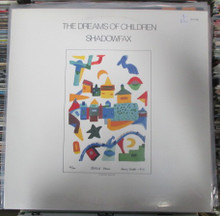 THE DREAMS OF CHILDREN
SHADOWFAX